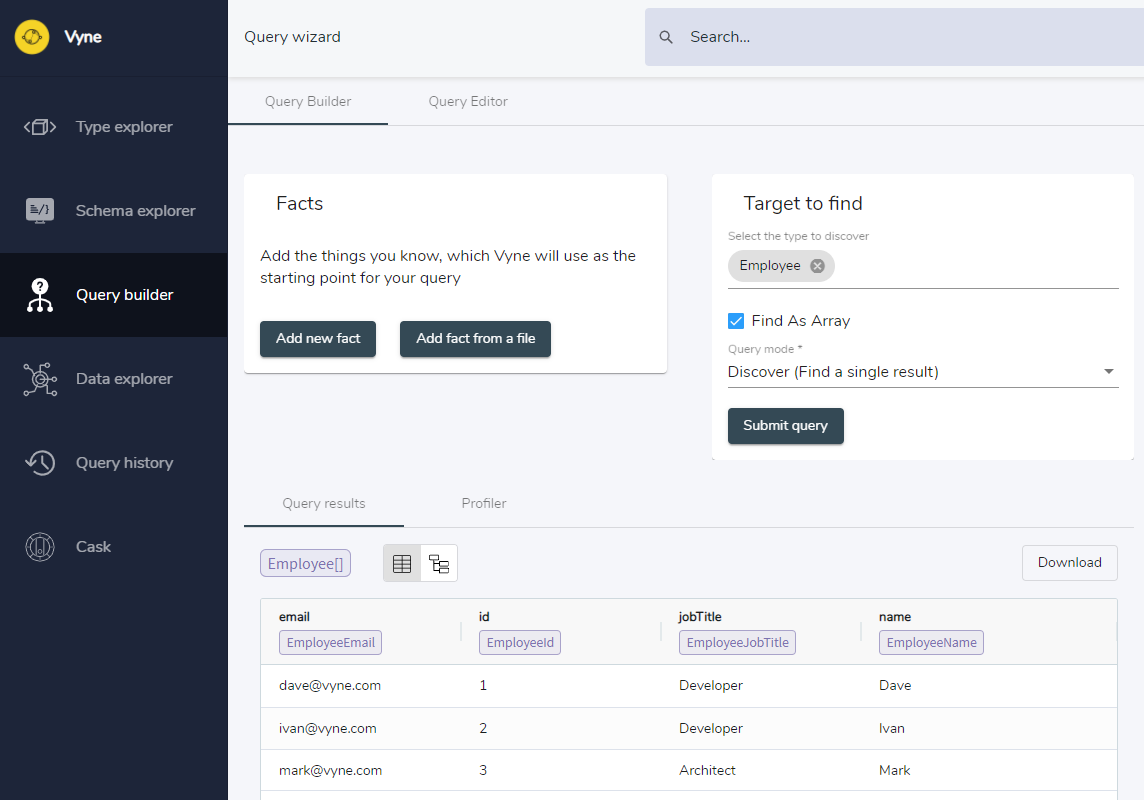 Vyne
Query wizard
Search...
Type explorer
Schema explorer
Query builder
Data explorer
Query history
Cask
Query Builder
Query Editor
Facts
Add the things you know, which Vyne will use as the
starting point for your query
Add new fact
Add fact from a file
Target to find
Select the type to discover
Employee
Find As Array
Query mode *
Discover (Find a single result)
Submit query
Query results
Profiler
Employee[]
Download
email id jobTitle name
EmployeeEmail EmployeeId EmployeeJobTitle EmployeeName
dave@vyne.com 1 Developer Dave
ivan@vyne.com 2 Developer Ivan
mark@vyne.com 3 Architect Mark